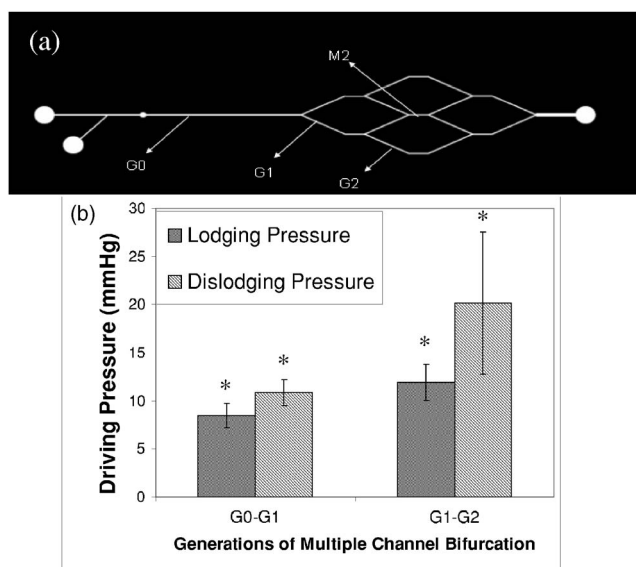 (a)
M2
G0
G1
G2
(b)
30
25
20
15
10
5
0
Driving Pressure (mmHg)
Lodging Pressure
Dislodging Pressure
* * * *
G0-G1 G1-G2
Generations of Multiple Channel Bifurcation